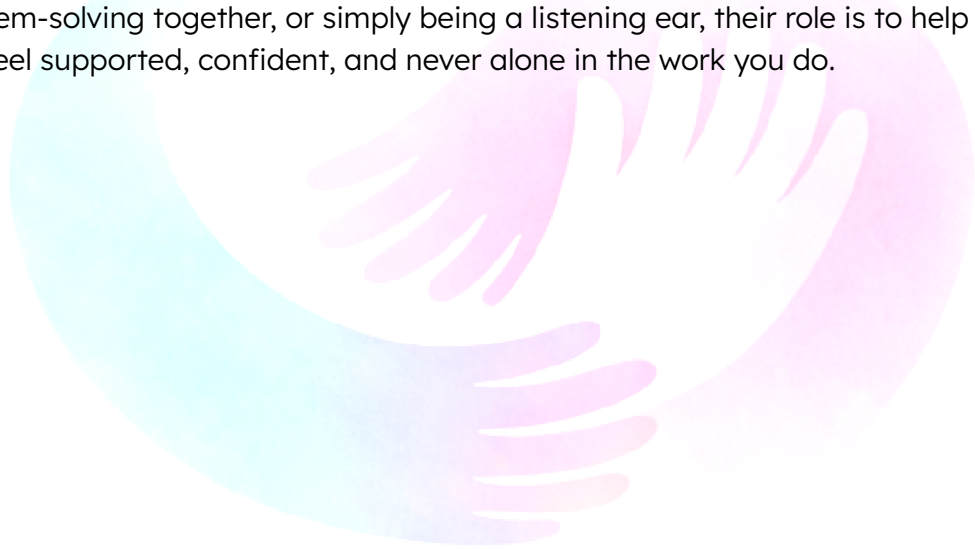 em-solving together, or simply being a listening ear, their role is to help
eel supported, confident, and never alone in the work you do.